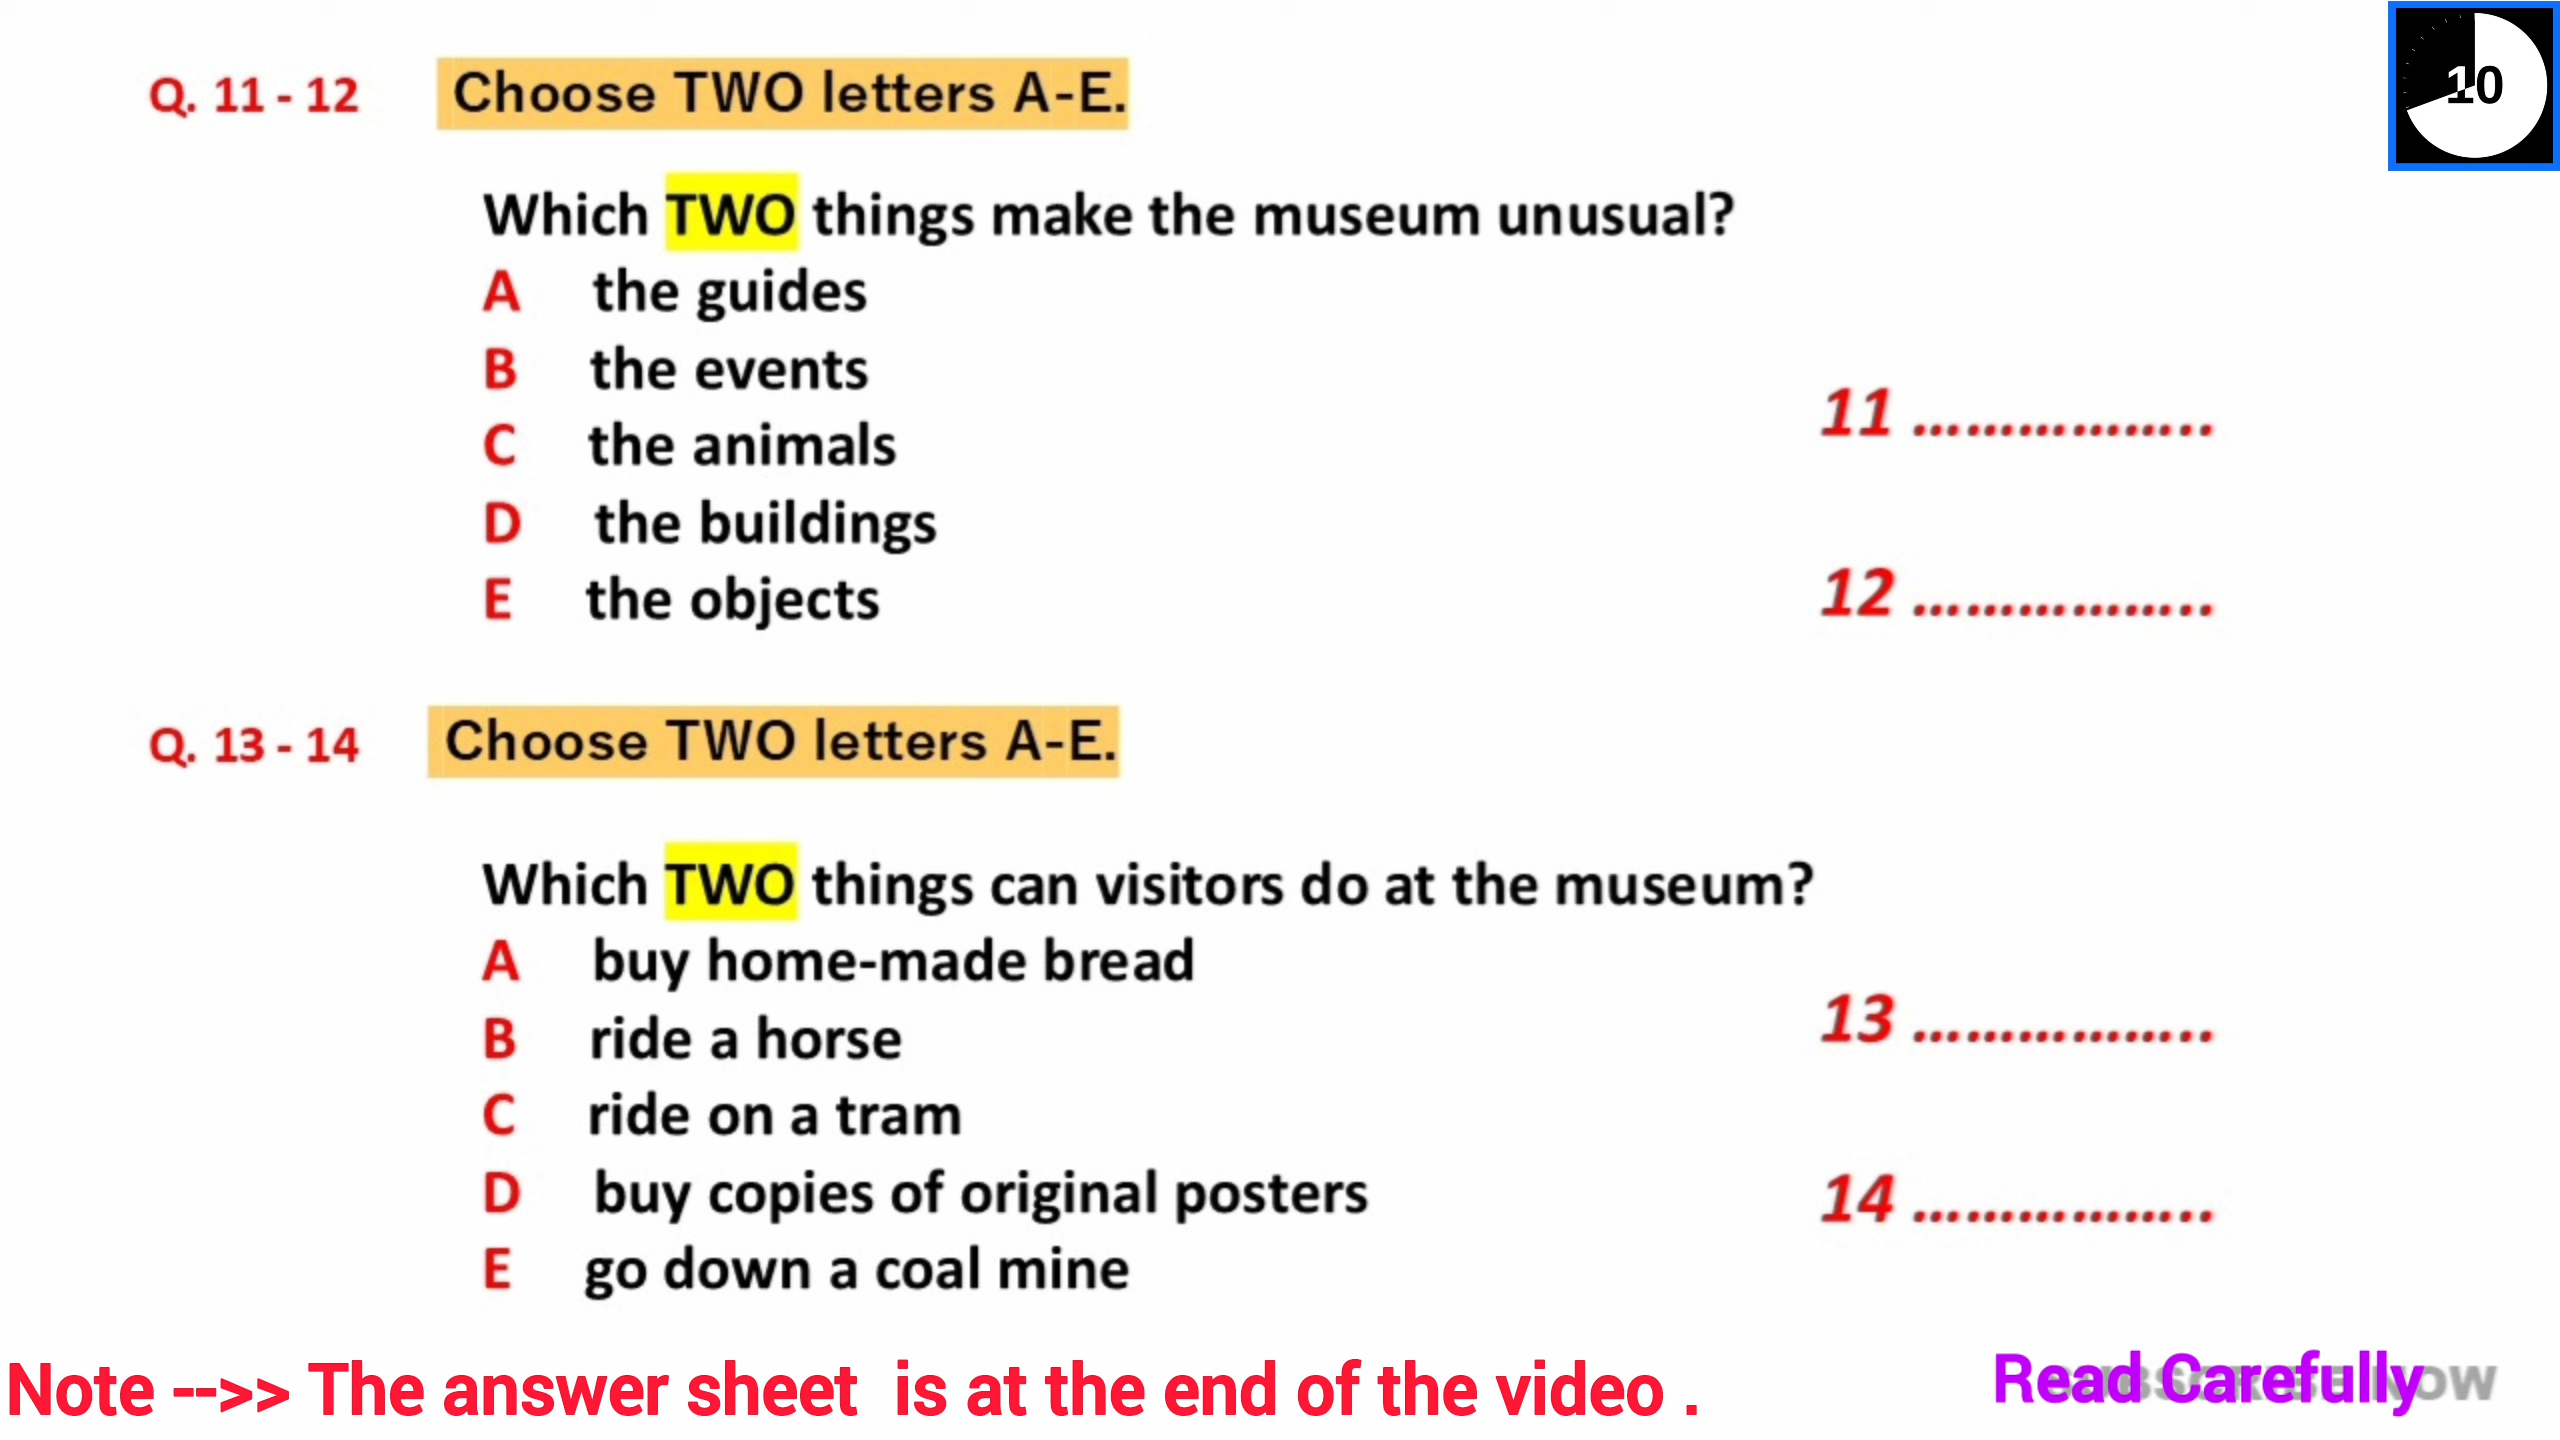 10
Q. 11 - 12 Choose TWO letters A-E.
Which TWO things make the museum unusual?
A the guides
B the events
C the animals
11 ..................
D the buildings
E the objects
12 ..................
Q. 13 - 14 Choose TWO letters A-E.
Which TWO things can visitors do at the museum?
A buy home-made bread
B ride a horse
13 ..................
C ride on a tram
D buy copies of original posters
14 ..................
E go down a coal mine
Note -->> The answer sheet is at the end of the video .
Read Carefully
NOW